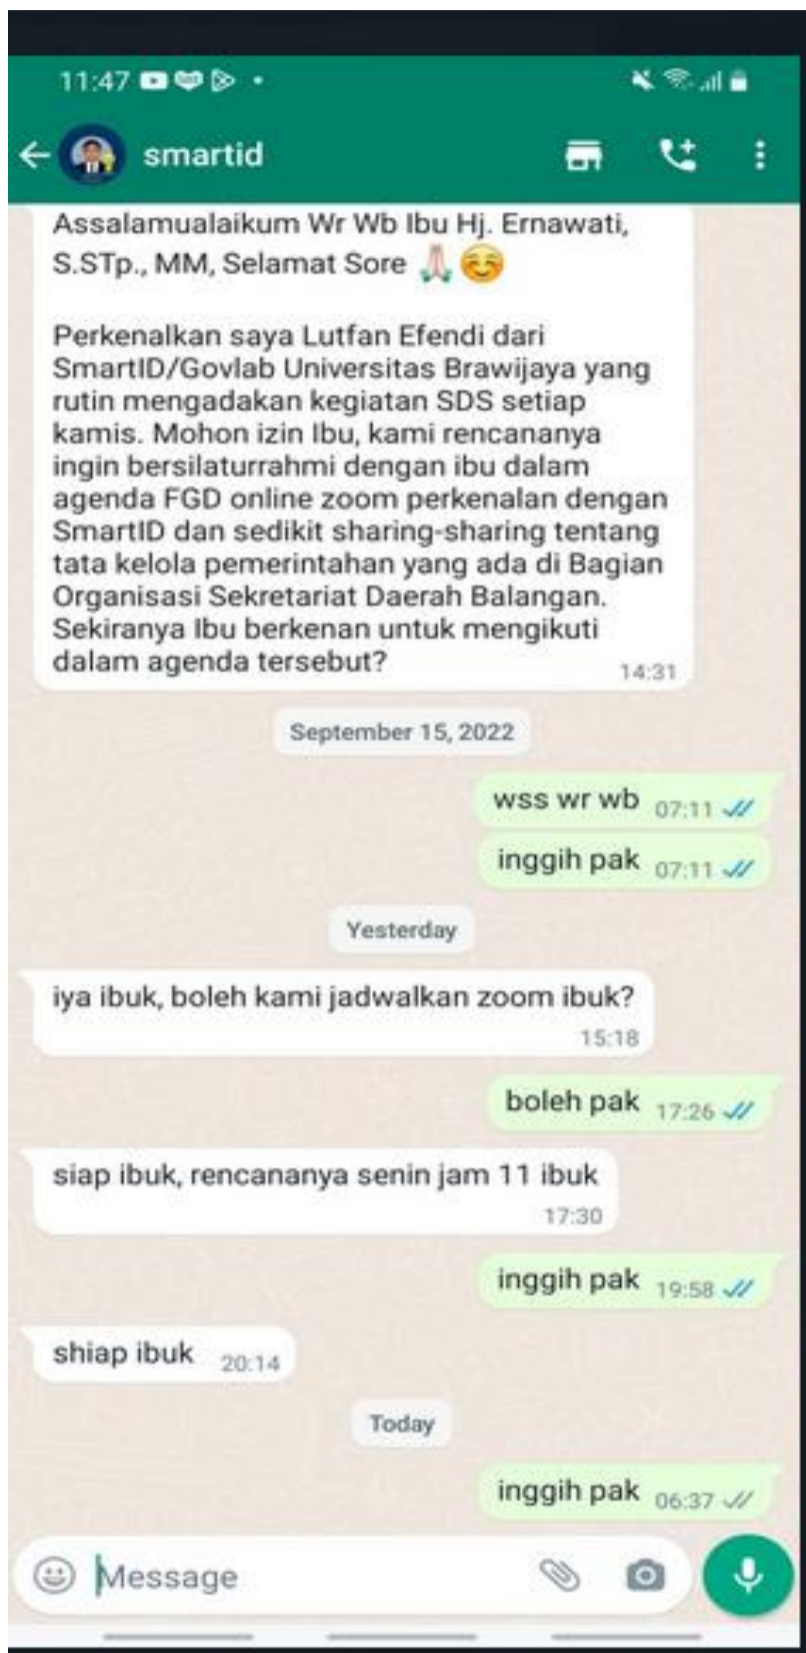 11:47
smartid
Assalamualaikum Wr Wb Ibu Hj. Ernawati,
S.STp., MM, Selamat Sore 🙏🏻☺️
Perkenalkan saya Lutfan Efendi dari
SmartID/Govlab Universitas Brawijaya yang
rutin mengadakan kegiatan SDS setiap
kamis. Mohon izin Ibu, kami rencananya
ingin bersilaturrahmi dengan ibu dalam
agenda FGD online zoom perkenalan dengan
SmartID dan sedikit sharing-sharing tentang
tata kelola pemerintahan yang ada di Bagian
Organisasi Sekretariat Daerah Balangan.
Sekiranya Ibu berkenan untuk mengikuti
dalam agenda tersebut?
14:31
September 15, 2022
wss wr wb 07:11
inggih pak 07:11
Yesterday
iya ibuk, boleh kami jadwalkan zoom ibuk?
15:18
boleh pak 17:26
siap ibuk, rencananya senin jam 11 ibuk
17:30
inggih pak 19:58
shiap ibuk 20:14
Today
inggih pak 06:37
Message